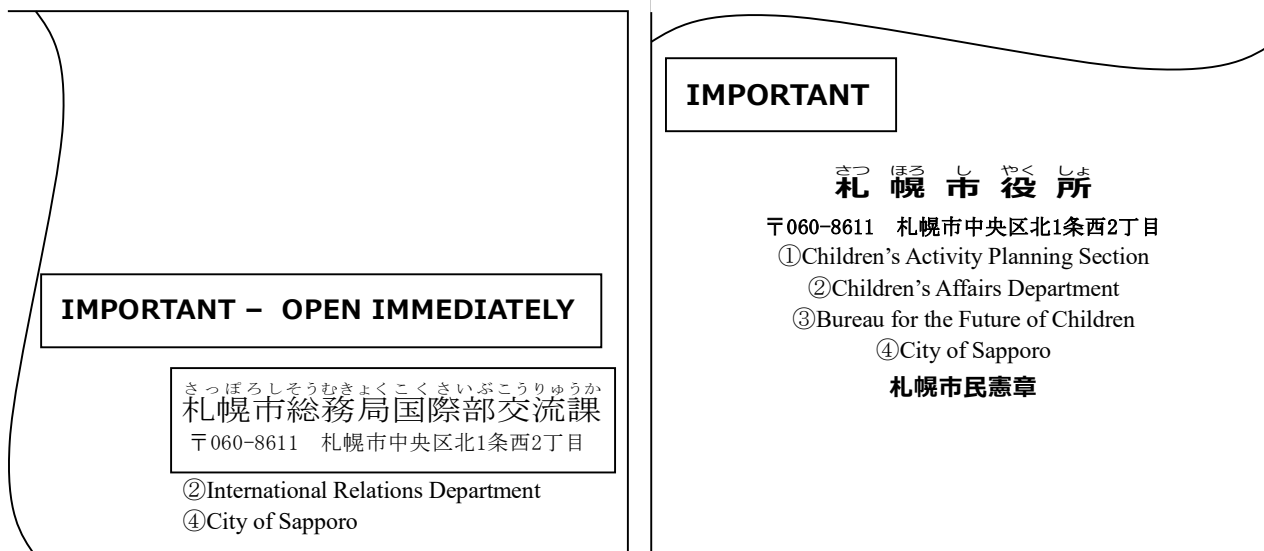 IMPORTANT – OPEN IMMEDIATELY
さっぽろしそうむきょくこくさいぶこうりゅうか
札幌市総務局国際部交流課
〒060-8611　札幌市中央区北1条西2丁目
②International Relations Department
④City of Sapporo
IMPORTANT
さつ ほろ し やく しょ
札幌市役所
〒060-8611　札幌市中央区北1条西2丁目
①Children’s Activity Planning Section
②Children’s Affairs Department
③Bureau for the Future of Children
④City of Sapporo
札幌市民憲章